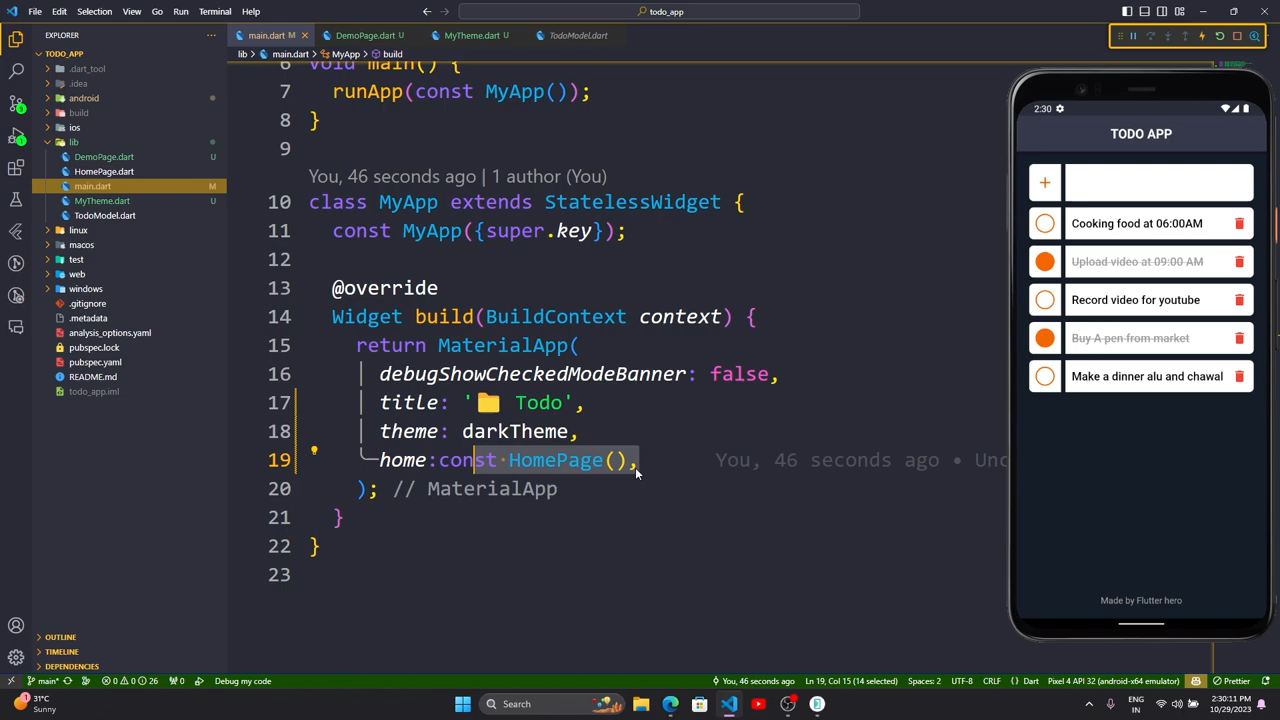 File Edit Selection View Go Run Terminal Help
todo_app
EXPLORER
TODO_APP
.dart_tool
.idea
android
build
ios
lib
DemoPage.dart U
HomePage.dart
main.dart M
MyTheme.dart U
TodoModel.dart
linux
macos
test
web
windows
.gitignore
.metadata
analysis_options.yaml
pubspec.lock
pubspec.yaml
README.md
todo_app.iml
OUTLINE
TIMELINE
DEPENDENCIES
main.dart M DemoPage.dart U MyTheme.dart U TodoModel.dart
lib > main.dart > MyApp > build
6 void main() {
7 runApp(const MyApp());
8 }
9
You, 46 seconds ago | 1 author (You)
10 class MyApp extends StatelessWidget {
11 const MyApp({super.key});
12
13 @override
14 Widget build(BuildContext context) {
15 return MaterialApp(
16 debugShowCheckedModeBanner: false,
17 title: '📁 Todo',
18 theme: darkTheme,
19 home:const HomePage(), You, 46 seconds ago • Unc
20 ); // MaterialApp
21 }
22 }
23
2:30
TODO APP
+
Cooking food at 06:00AM
Upload video at 09:00 AM
Record video for youtube
Buy A pen from market
Make a dinner alu and chawal
Made by Flutter hero
main* 0 0 26 0 Debug my code You, 46 seconds ago Ln 19, Col 15 (14 selected) Spaces: 2 UTF-8 CRLF {} Dart Pixel 4 API 32 (android-x64 emulator) Prettier
1 31°C
Sunny
Search
ENG
IN
2:30:11 PM
10/29/2023